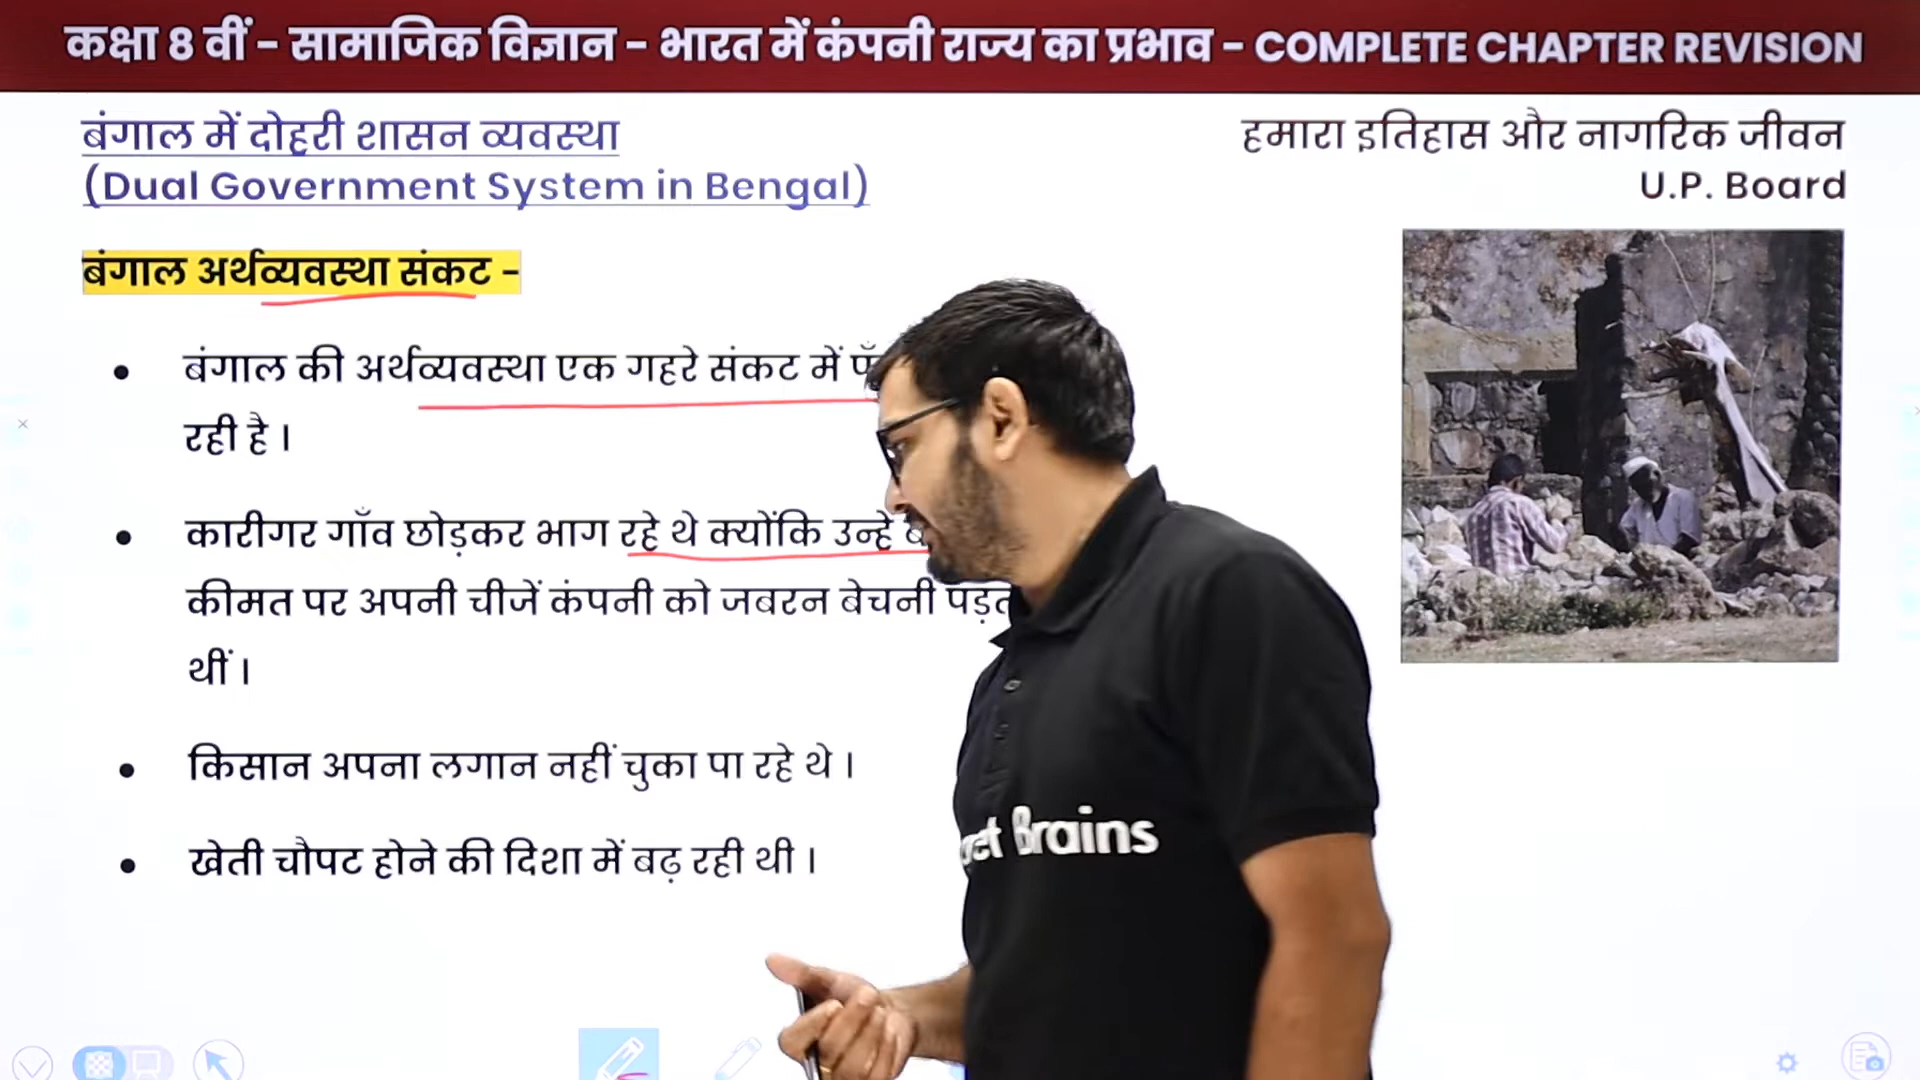 कक्षा 8 वीं - सामाजिक विज्ञान - भारत में कंपनी राज्य का प्रभाव - COMPLETE CHAPTER REVISION
बंगाल में दोहरी शासन व्यवस्था
(Dual Government System in Bengal)
हमारा इतिहास और नागरिक जीवन
U.P. Board
बंगाल अर्थव्यवस्था संकट -
• बंगाल की अर्थव्यवस्था एक गहरे संकट में
रही है ।
• कारीगर गाँव छोड़कर भाग रहे थे क्योंकि उन्हे
कीमत पर अपनी चीजें कंपनी को जबरन बेचनी
थीं ।
• किसान अपना लगान नहीं चुका पा रहे थे ।
• खेती चौपट होने की दिशा में बढ़ रही थी ।
Brains